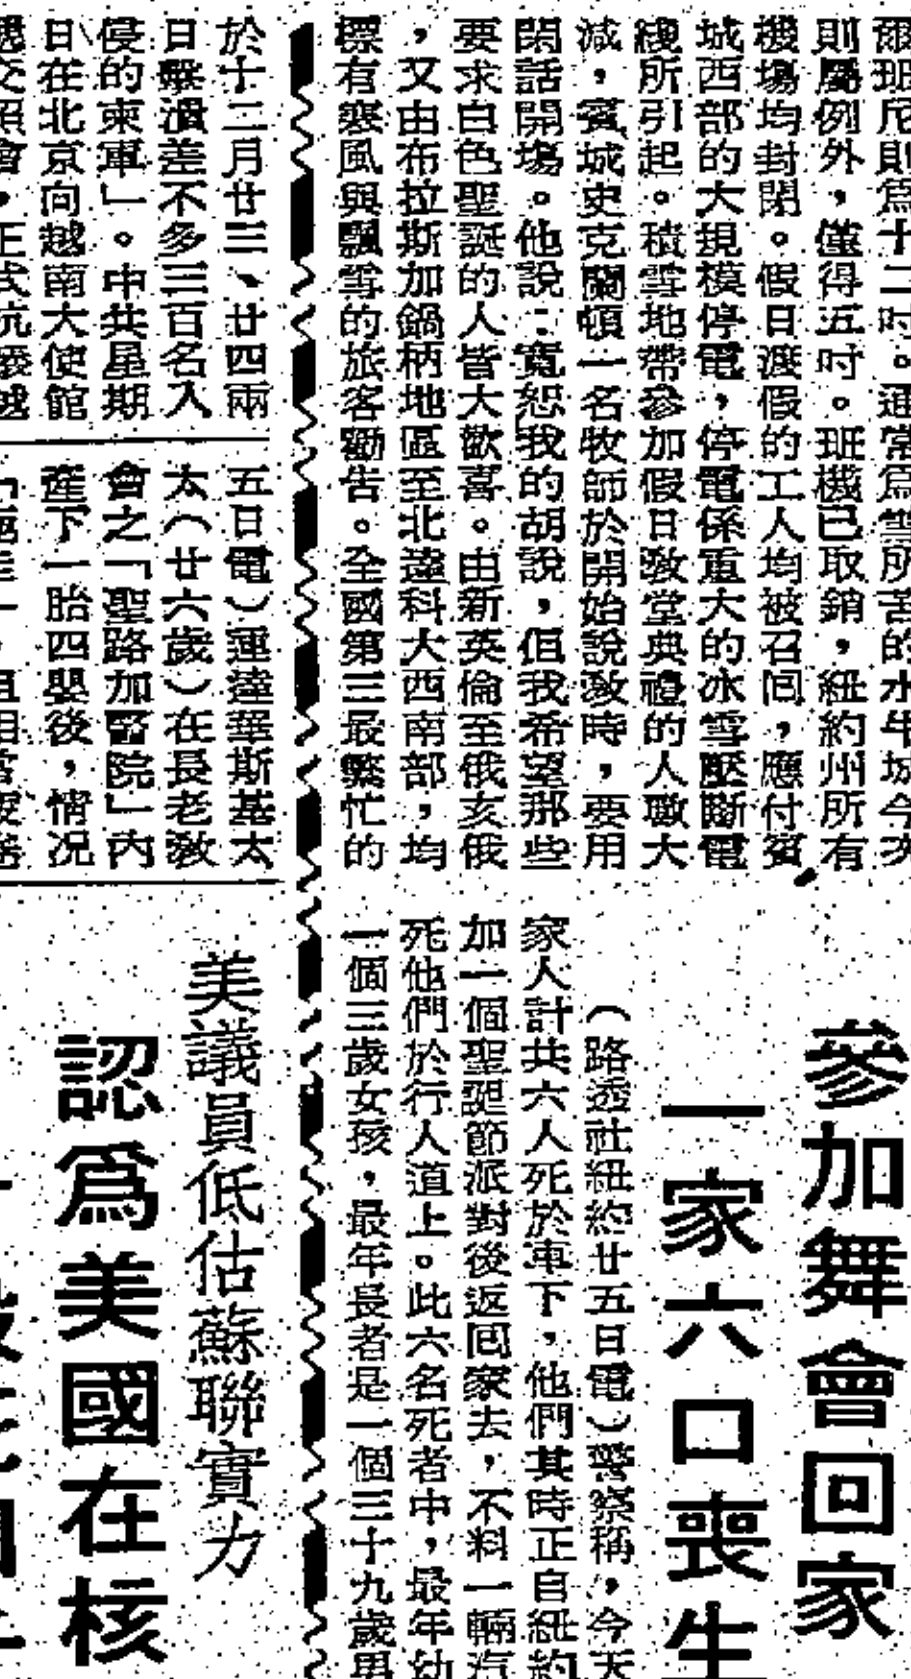 爾班尼則爲十二吋。通常爲雪所苦的水牛城今次
則屬例外，僅得五吋。班機已取銷，紐約州所有
機場均封閉。假日渡假的工人均被召囘，應付賓
城西部的大規模停電，停電係重大的冰雪壓斷電
綫所引起。積雪地帶參加假日敎堂典禮的人數大
減，賓城史克蘭頓一名牧師於開始說敎時，要用
閑話開場。他說：寬恕我的胡說，但我希望那些
要求白色聖誕的人皆大歡喜。由新英倫至俄亥俄
，又由布拉斯加鍋柄地區至北達科大西南部，均
標有寒風與飄雪的旅客勸告。全國第三最繁忙的
參加舞會回家
一家六口喪生
（路透社紐約廿五日電）警察稱，今天
家人計共六人死於車下，他們其時正自紐約
加一個聖誕節派對後返囘家去，不料一輛汽
死他們於行人道上。此六名死者中，最年幼
一個三歲女孩，最年長者是一個三十九歲男
於十二月廿三、廿四兩
日擊潰差不多三百名入
侵的柬軍」。中共星期
日在北京向越南大使館
五日電）運達華斯基太
太（廿六歲）在長老敎
會之「聖路加醫院」內
產下一胎四嬰後，情況
美議員低估蘇聯實力
認爲美國在核